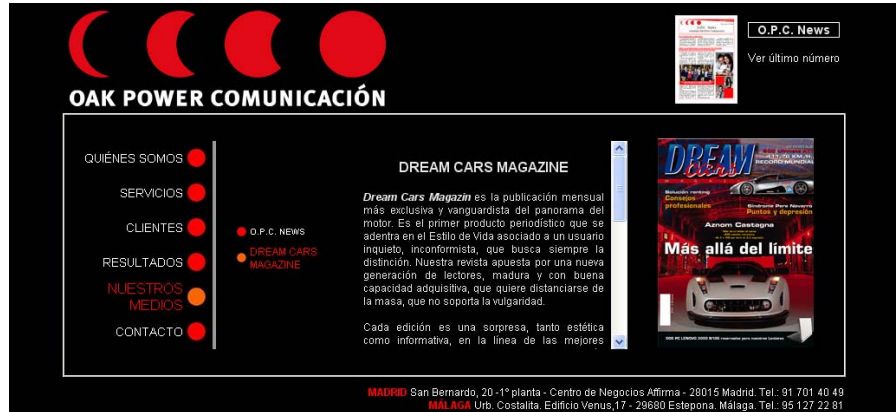 OAK POWER COMUNICACIÓN
O.P.C. News
Ver último número
QUIÉNES SOMOS
SERVICIOS
CLIENTES
RESULTADOS
NUESTROS
MEDIOS
CONTACTO
O.P.C. NEWS
DREAM CARS
MAGAZINE
DREAM CARS MAGAZINE
Dream Cars Magazin es la publicación mensual
más exclusiva y vanguardista del panorama del
motor. Es el primer producto periodístico que se
adentra en el Estilo de Vida asociado a un usuario
inquieto, inconformista, que busca siempre la
distinción. Nuestra revista apuesta por una nueva
generación de lectores, madura y con buena
capacidad adquisitiva, que quiere distanciarse de
la masa, que no soporta la vulgaridad.
Cada edición es una sorpresa, tanto estética
como informativa, en la línea de las mejores
DREAM
Cars
RECORD MUNDIAL
Solución renting
Consejos
profesionales
Síndrome Pere Navarro
Puntos y depresión
Aznom Castagna
Más allá del límite
MADRID San Bernardo, 20 -1º planta - Centro de Negocios Affirma - 28015 Madrid. Tel.: 91 701 40 49
MÁLAGA Urb. Costalita. Edificio Venus,17 - 29680 Estepona. Málaga. Tel.: 95 127 22 81